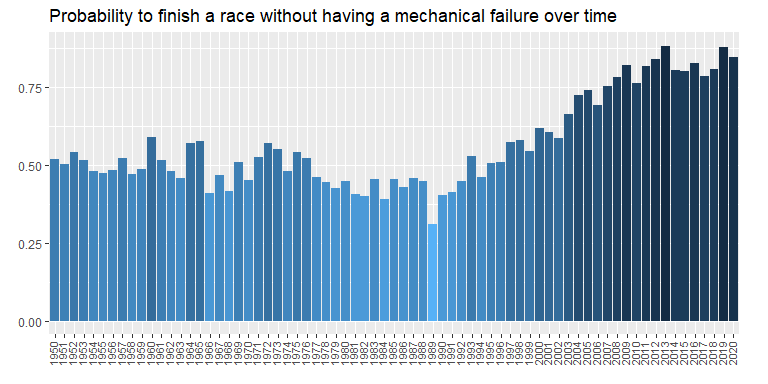 Probability to finish a race without having a mechanical failure over time
0.75
0.50
0.25
0.00
1950 1951 1952 1953 1954 1955 1956 1957 1958 1959 1960 1961 1962 1963 1964 1965 1966 1967 1968 1969 1970 1971 1972 1973 1974 1975 1976 1977 1978 1979 1980 1981 1982 1983 1984 1985 1986 1987 1988 1989 1990 1991 1992 1993 1994 1995 1996 1997 1998 1999 2000 2001 2002 2003 2004 2005 2006 2007 2008 2009 2010 2011 2012 2013 2014 2015 2016 2017 2018 2019 2020